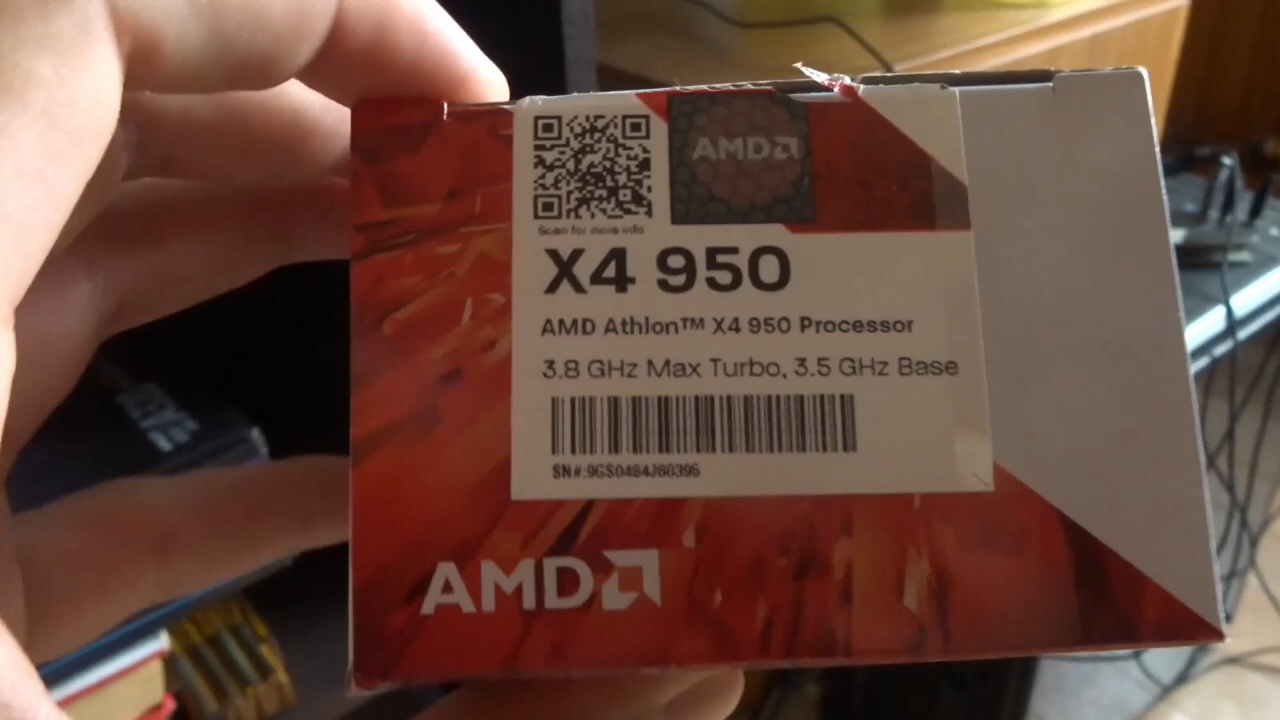 AMD
Scan for more info
X4 950
AMD Athlon™ X4 950 Processor
3.8 GHz Max Turbo, 3.5 GHz Base
SN#:9GS0484J60395
AMD